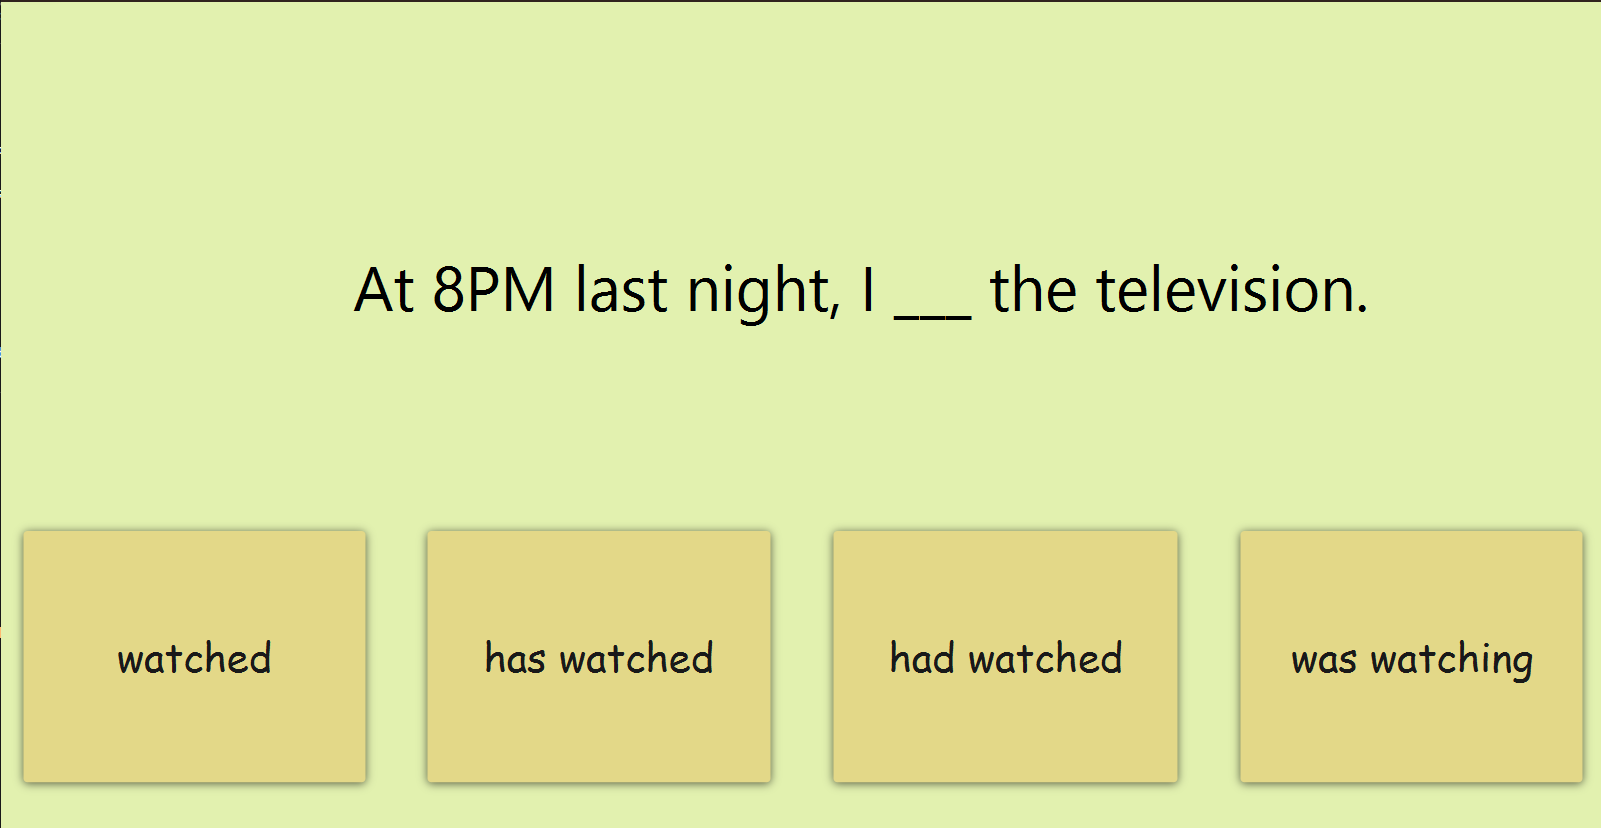 At 8PM last night, I ___ the television.
watched
has watched
had watched
was watching